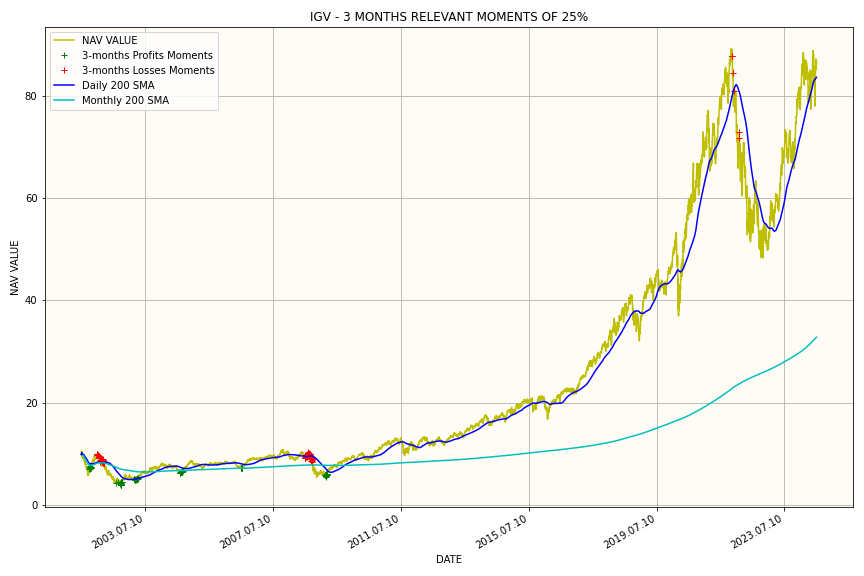 IGV - 3 MONTHS RELEVANT MOMENTS OF 25%
NAV VALUE
3-months Profits Moments
3-months Losses Moments
Daily 200 SMA
Monthly 200 SMA
NAV VALUE
80
60
40
20
0
2003.07.10
2007.07.10
2011.07.10
2015.07.10
2019.07.10
2023.07.10
DATE